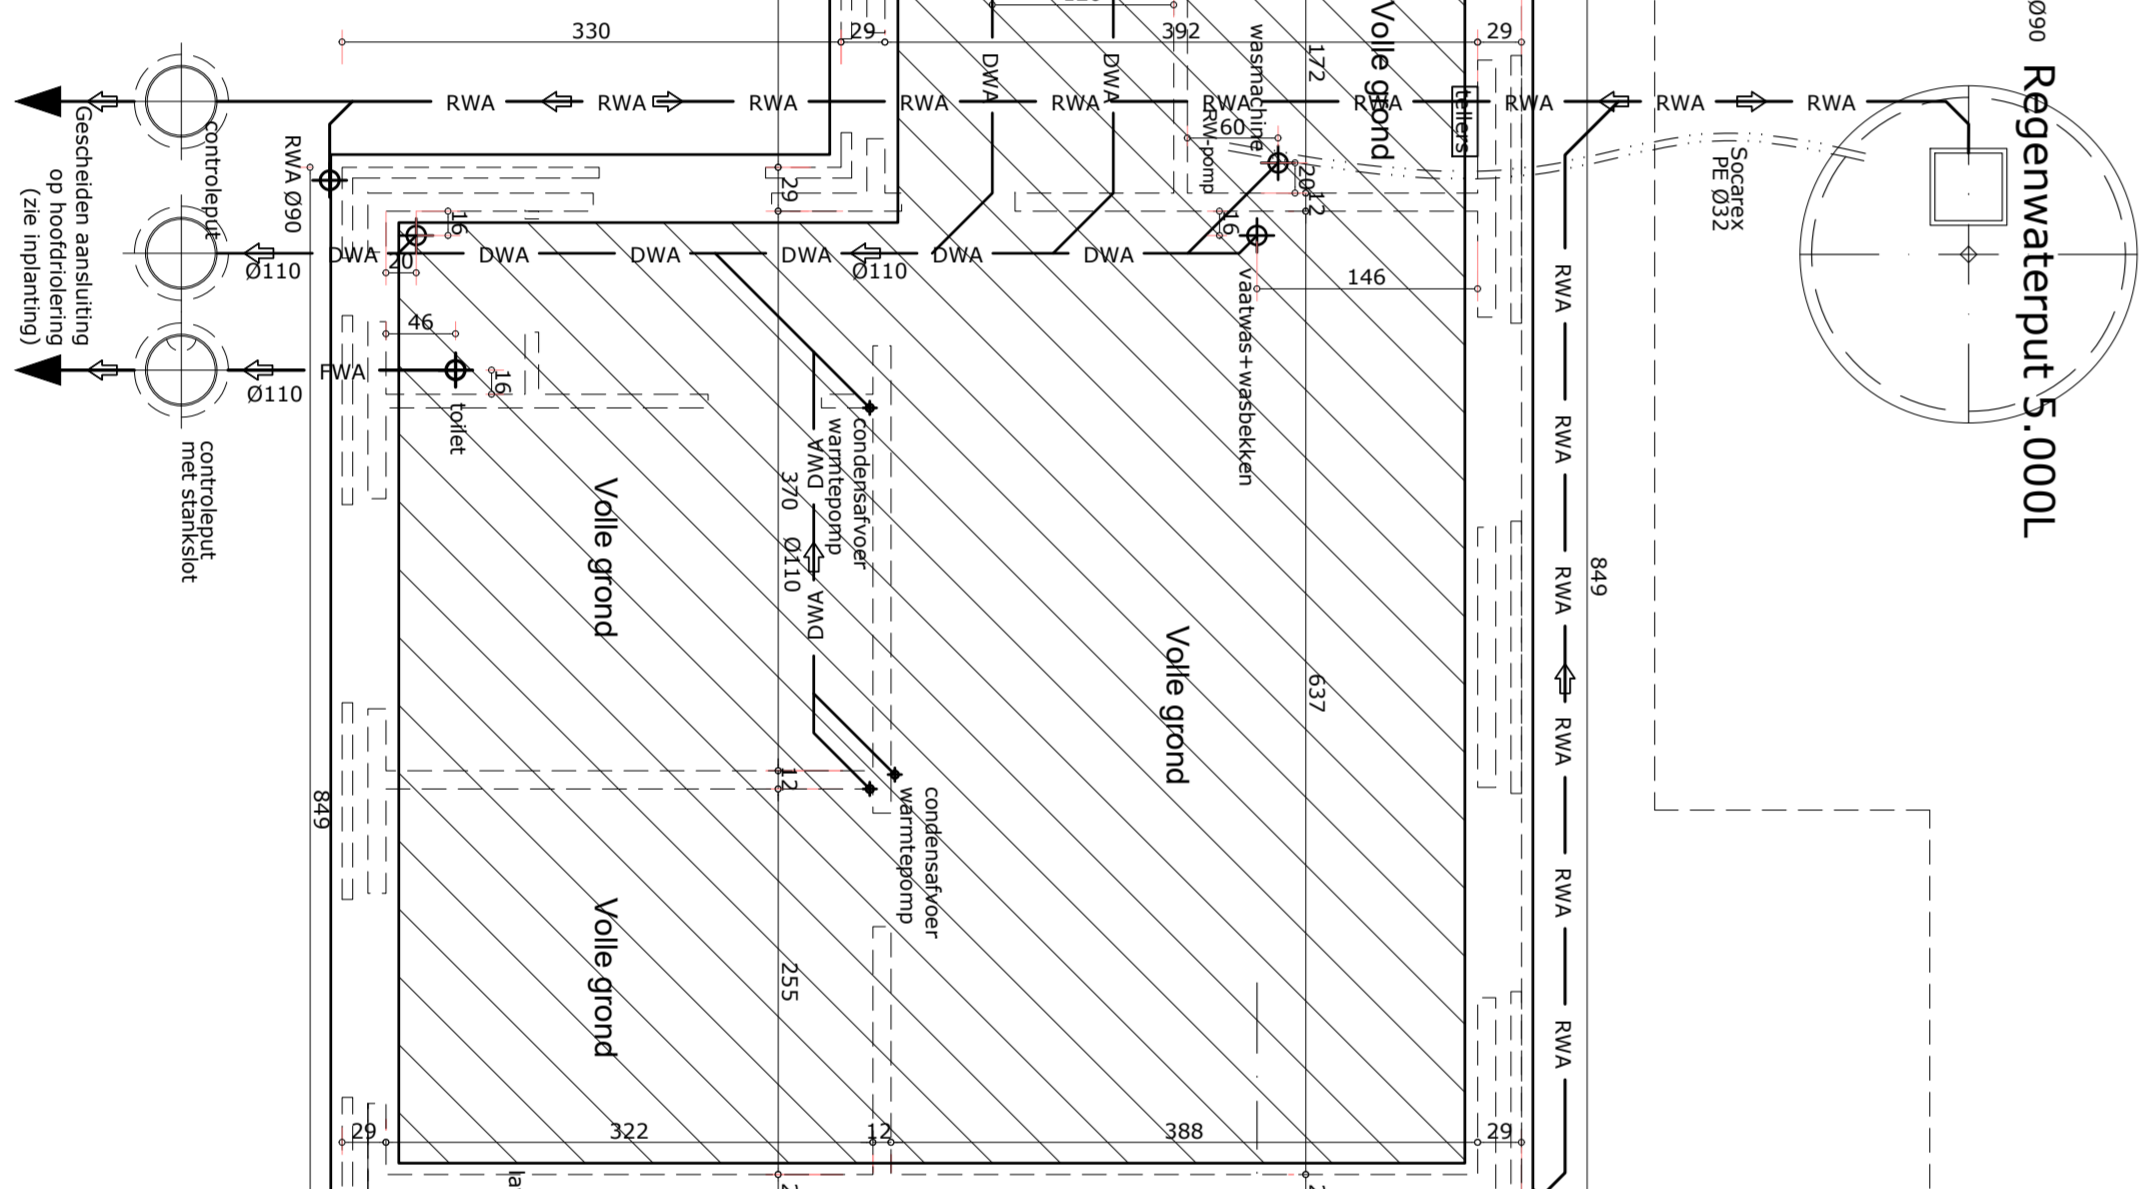 330
29
392
29
172
Volle grond
Ø90
Regenwaterput 5.000L
DWA
DWA
wasmachine
RW-pomp
tellers
RWA
RWA
RWA
RWA
RWA
RWA
RWA
RWA
RWA
RWA
60
Socarex
PE Ø32
Gescheiden aansluiting
op hoofdriolering
(zie inplanting)
controleput
RWA Ø90
29
20
12
16
16
DWA
DWA
DWA
DWA
DWA
DWA
Ø110
Ø110
20
146
46
vaatwas+wasbekken
RWA
FWA
Ø110
16
toilet
controleput
met stankslot
condensafvoer
warmtepomp
DWA
370
Ø110
DWA
RWA
Volle grond
RWA
849
Volle grond
637
RWA
12
849
condensafvoer
warmtepomp
RWA
Volle grond
255
RWA
29
322
12
388
29